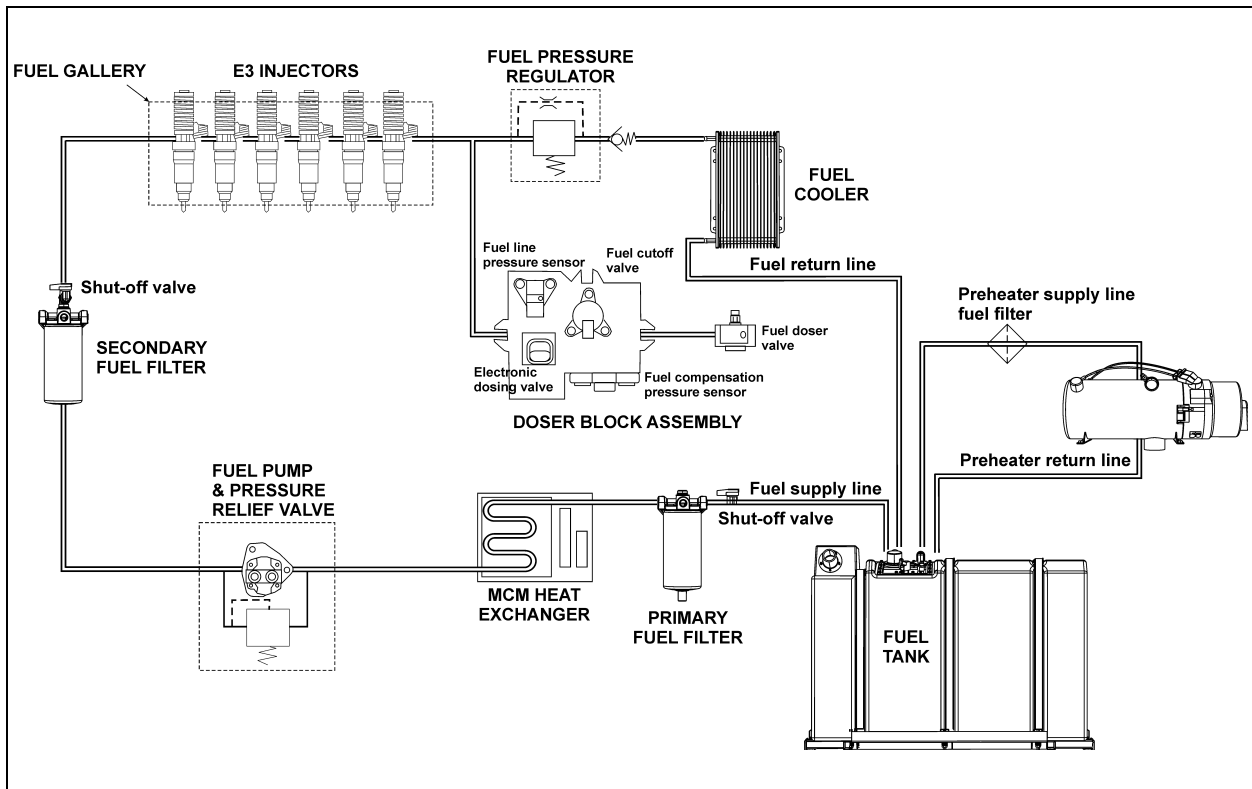 FUEL GALLERY
E3 INJECTORS
FUEL PRESSURE
REGULATOR
FUEL
COOLER
Fuel line
pressure sensor
Fuel cutoff
valve
Fuel return line
Shut-off valve
Preheater supply line
fuel filter
SECONDARY
FUEL FILTER
Fuel doser
valve
Electronic
dosing valve
Fuel compensation
pressure sensor
DOSER BLOCK ASSEMBLY
FUEL PUMP
& PRESSURE
RELIEF VALVE
Preheater return line
Fuel supply line
Shut-off valve
MCM HEAT
EXCHANGER
PRIMARY
FUEL FILTER
FUEL
TANK